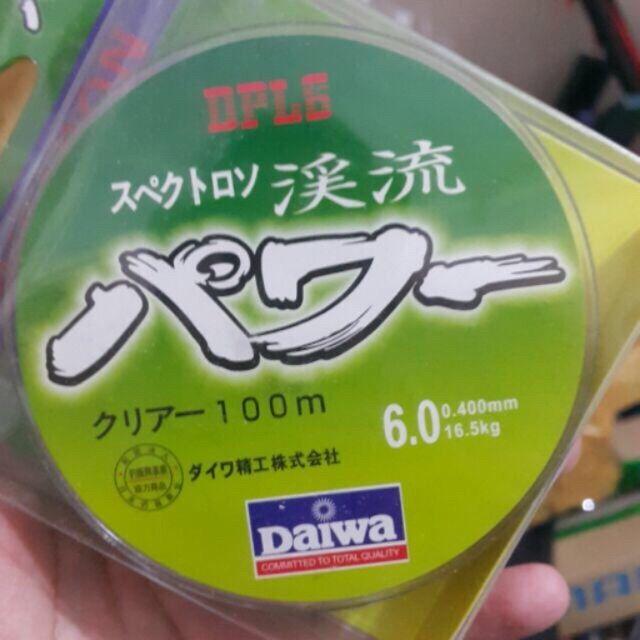 DPL6
スペクトロソ 渓流
パワー
クリアー100m
6.0 0.400mm
16.5kg
ダイワ精工株式会社
DAIWA
COMMITTED TO TOTAL QUALITY